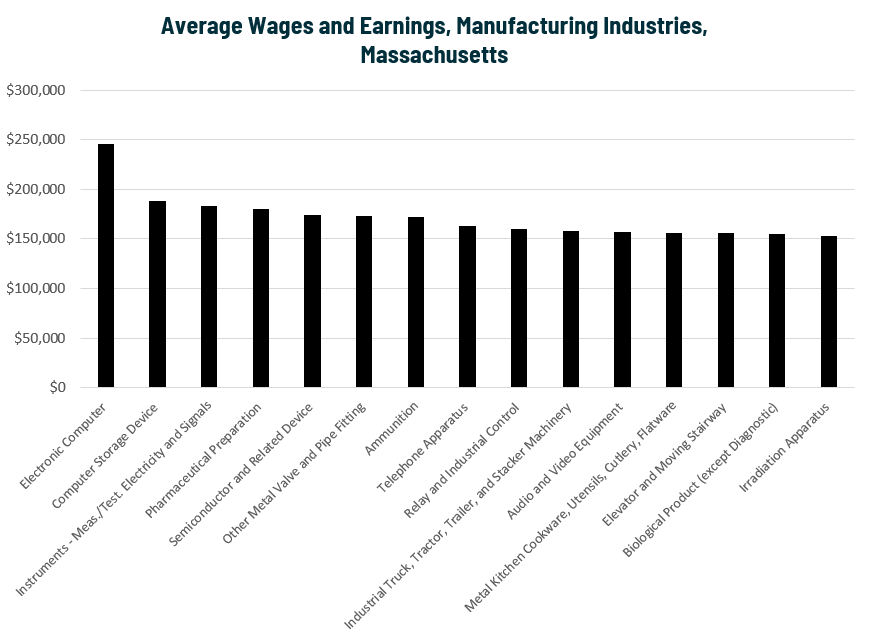 Average Wages and Earnings, Manufacturing Industries,
Massachusetts
$300,000
$250,000
$200,000
$150,000
$100,000
$50,000
$0
Electronic Computer
Computer Storage Device
Instruments - Meas./Test. Electricity and Signals
Pharmaceutical Preparation
Semiconductor and Related Device
Other Metal Valve and Pipe Fitting
Ammunition
Telephone Apparatus
Relay and Industrial Control
Industrial Truck, Tractor, Trailer, and Stacker Machinery
Audio and Video Equipment
Metal Kitchen Cookware, Utensils, Cutlery, Flatware
Elevator and Moving Stairway
Biological Product (except Diagnostic)
Irradiation Apparatus